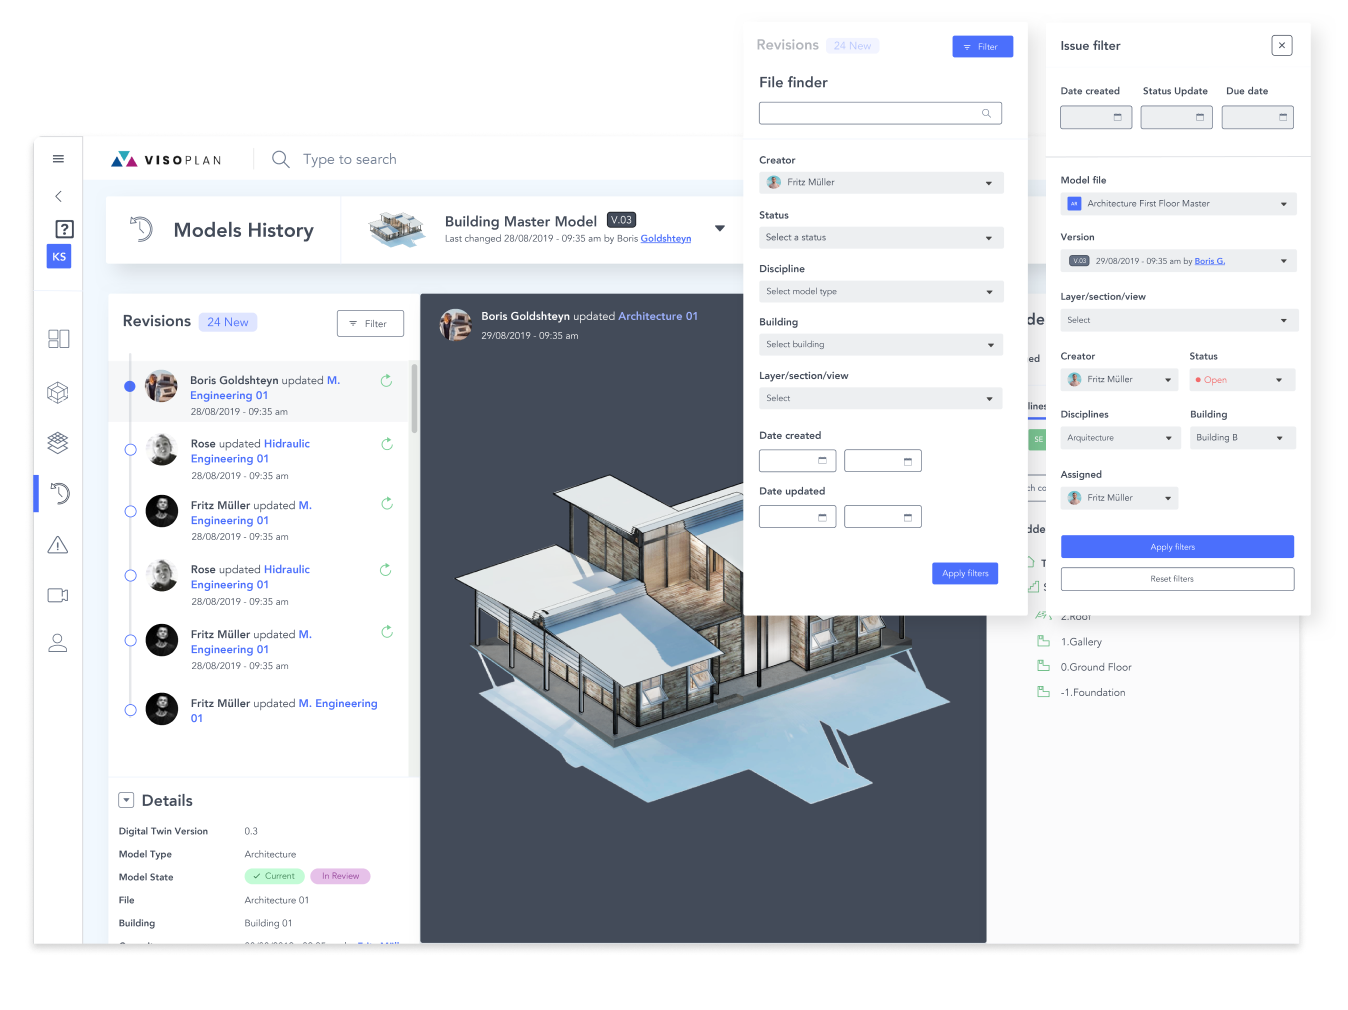 VISOPLAN
Type to search
?
KS
Models History
Building Master Model V.03
Last changed 28/08/2019 - 09:35 am by Boris Goldshteyn
Revisions 24 New
Filter
Boris Goldshteyn updated M.
Engineering 01
28/08/2019 - 09:35 am
Rose updated Hidraulic
Engineering 01
28/08/2019 - 09:35 am
Fritz Müller updated M.
Engineering 01
28/08/2019 - 09:35 am
Rose updated Hidraulic
Engineering 01
28/08/2019 - 09:35 am
Fritz Müller updated M.
Engineering 01
28/08/2019 - 09:35 am
Fritz Müller updated M. Engineering
01
Details
Digital Twin Version 0.3
Model Type Architecture
Model State Current In Review
File Architecture 01
Building Building 01
Boris Goldshteyn updated Architecture 01
29/08/2019 - 09:35 am
Revisions 24 New
Filter
File finder
Creator
Fritz Müller
Status
Select a status
Discipline
Select model type
Building
Select building
Layer/section/view
Select
Date created
Date updated
Apply filters
Issue filter
Date created Status Update Due date
Model file
AR Architecture First Floor Master
Version
V.03 29/08/2019 - 09:35 am by Boris G.
Layer/section/view
Select
Creator Status
Fritz Müller Open
Disciplines Building
Arquitecture Building B
Assigned
Fritz Müller
Apply filters
Reset filters
SE
2.Roof
1.Gallery
0.Ground Floor
-1.Foundation